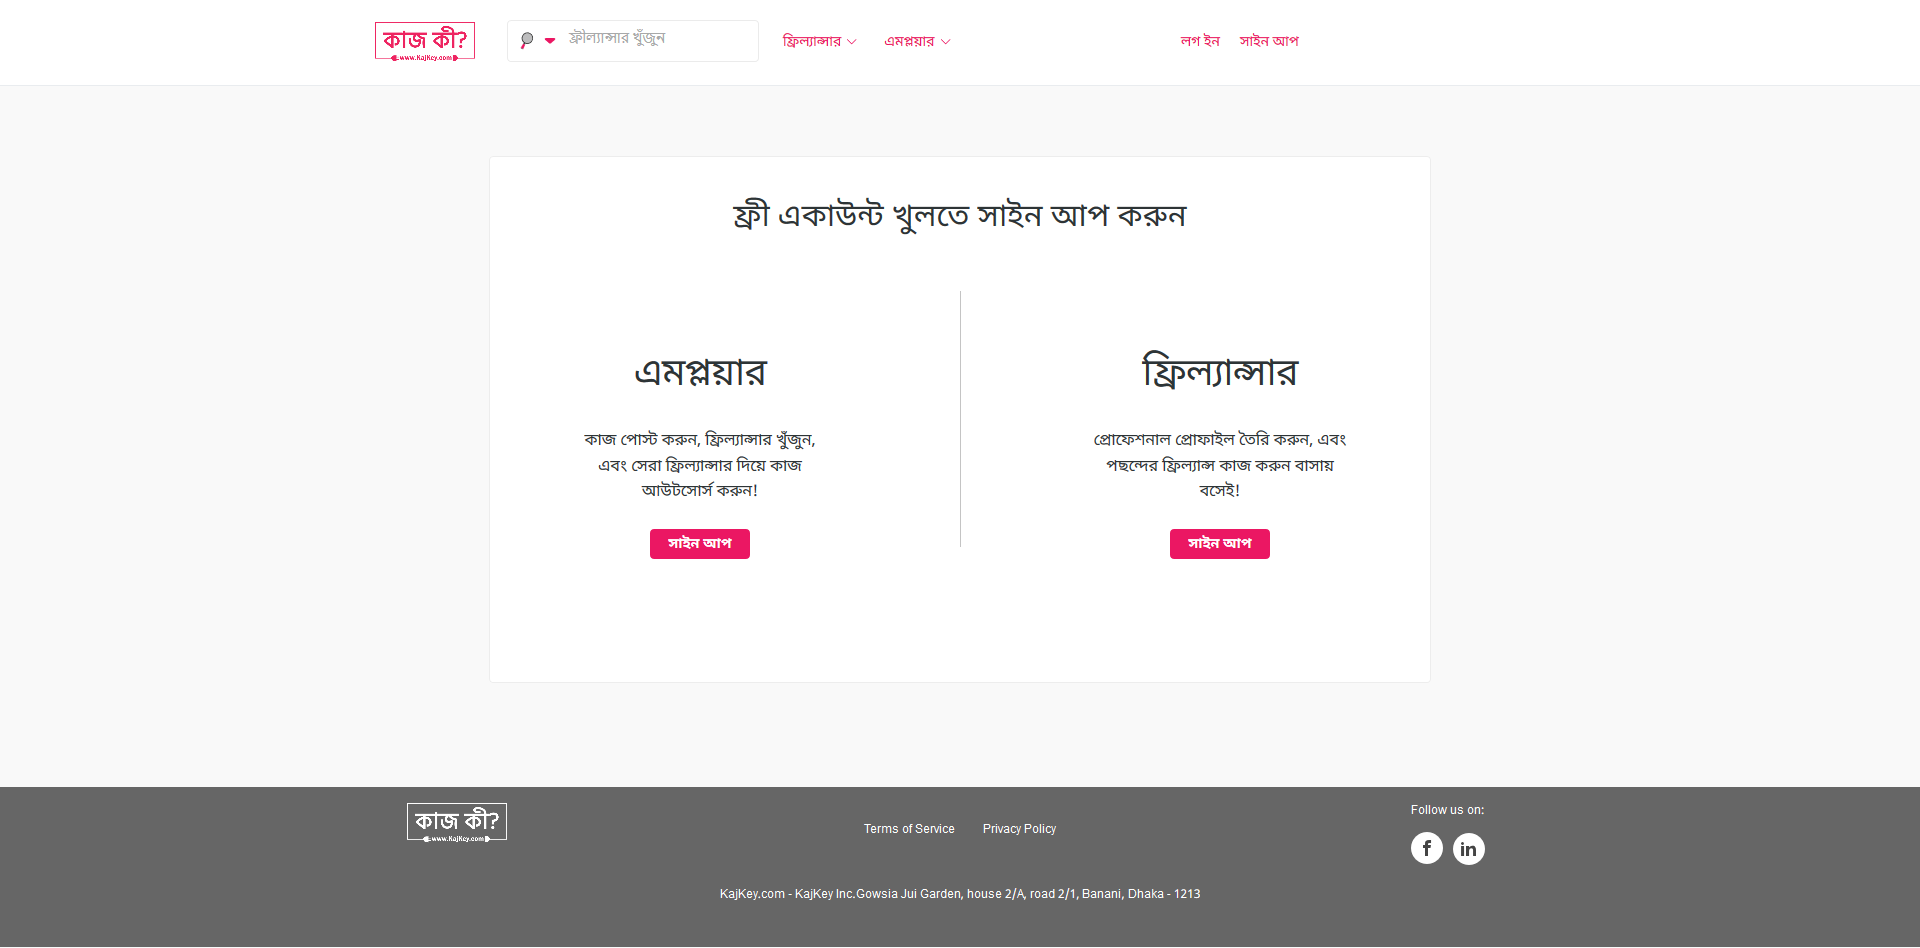 কাজ কী?
www.KajKey.com
ফ্রীল্যান্সার খুঁজুন
ফ্রিল্যান্সার
এমপ্লয়ার
লগ ইন
সাইন আপ
ফ্রী একাউন্ট খুলতে সাইন আপ করুন
এমপ্লয়ার
কাজ পোস্ট করুন, ফ্রিল্যান্সার খুঁজুন,
এবং সেরা ফ্রিল্যান্সার দিয়ে কাজ
আউটসোর্স করুন!
সাইন আপ
ফ্রিল্যান্সার
প্রোফেশনাল প্রোফাইল তৈরি করুন, এবং
পছন্দের ফ্রিল্যান্স কাজ করুন বাসায়
বসেই!
সাইন আপ
কাজ কী?
www.KajKey.com
Terms of Service
Privacy Policy
Follow us on:
KajKey.com - KajKey Inc.Gowsia Jui Garden, house 2/A, road 2/1, Banani, Dhaka - 1213